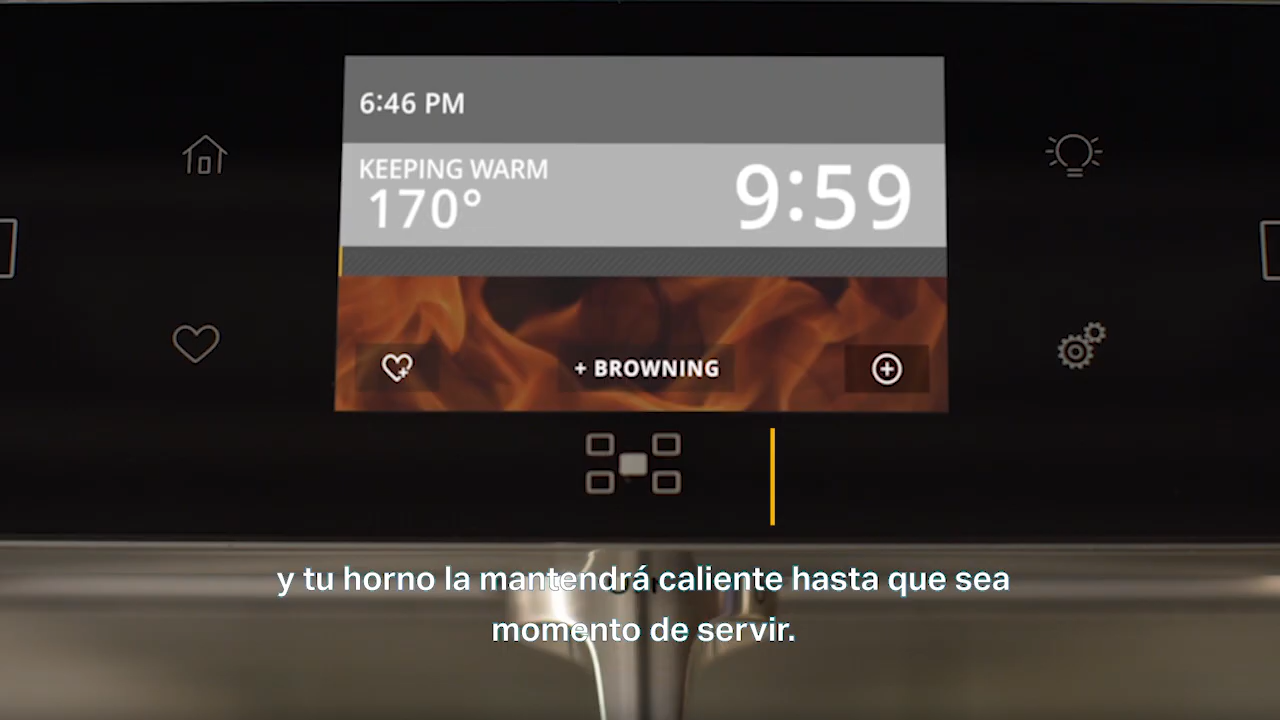 6:46 PM
KEEPING WARM
170°
9:59
+ BROWNING
y tu horno la mantendrá caliente hasta que sea
momento de servir.